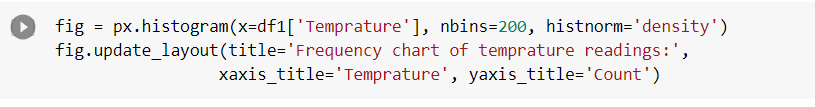 fig = px.histogram(x=df1['Temprature'], nbins=200, histnorm='density')
fig.update_layout(title='Frequency chart of temprature readings:',
                  xaxis_title='Temprature', yaxis_title='Count')